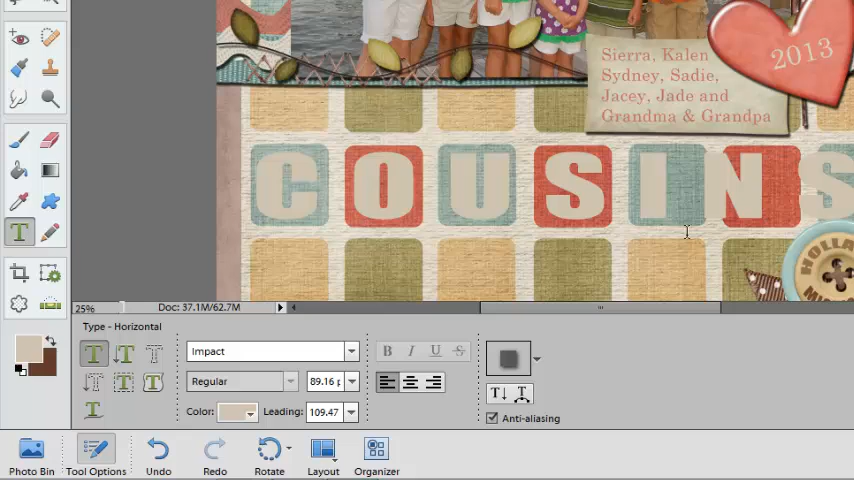 2013
Sierra, Kalen
Sydney, Sadie,
Jacey, Jade and
Grandma & Grandpa
COUSINS
HOLLA
25%
Doc: 37.1M/62.7M
Type - Horizontal
Impact
B I U S
Regular
89.16 p
Color:
Leading:
109.47
Anti-aliasing
Photo Bin
Tool Options
Undo
Redo
Rotate
Layout
Organizer